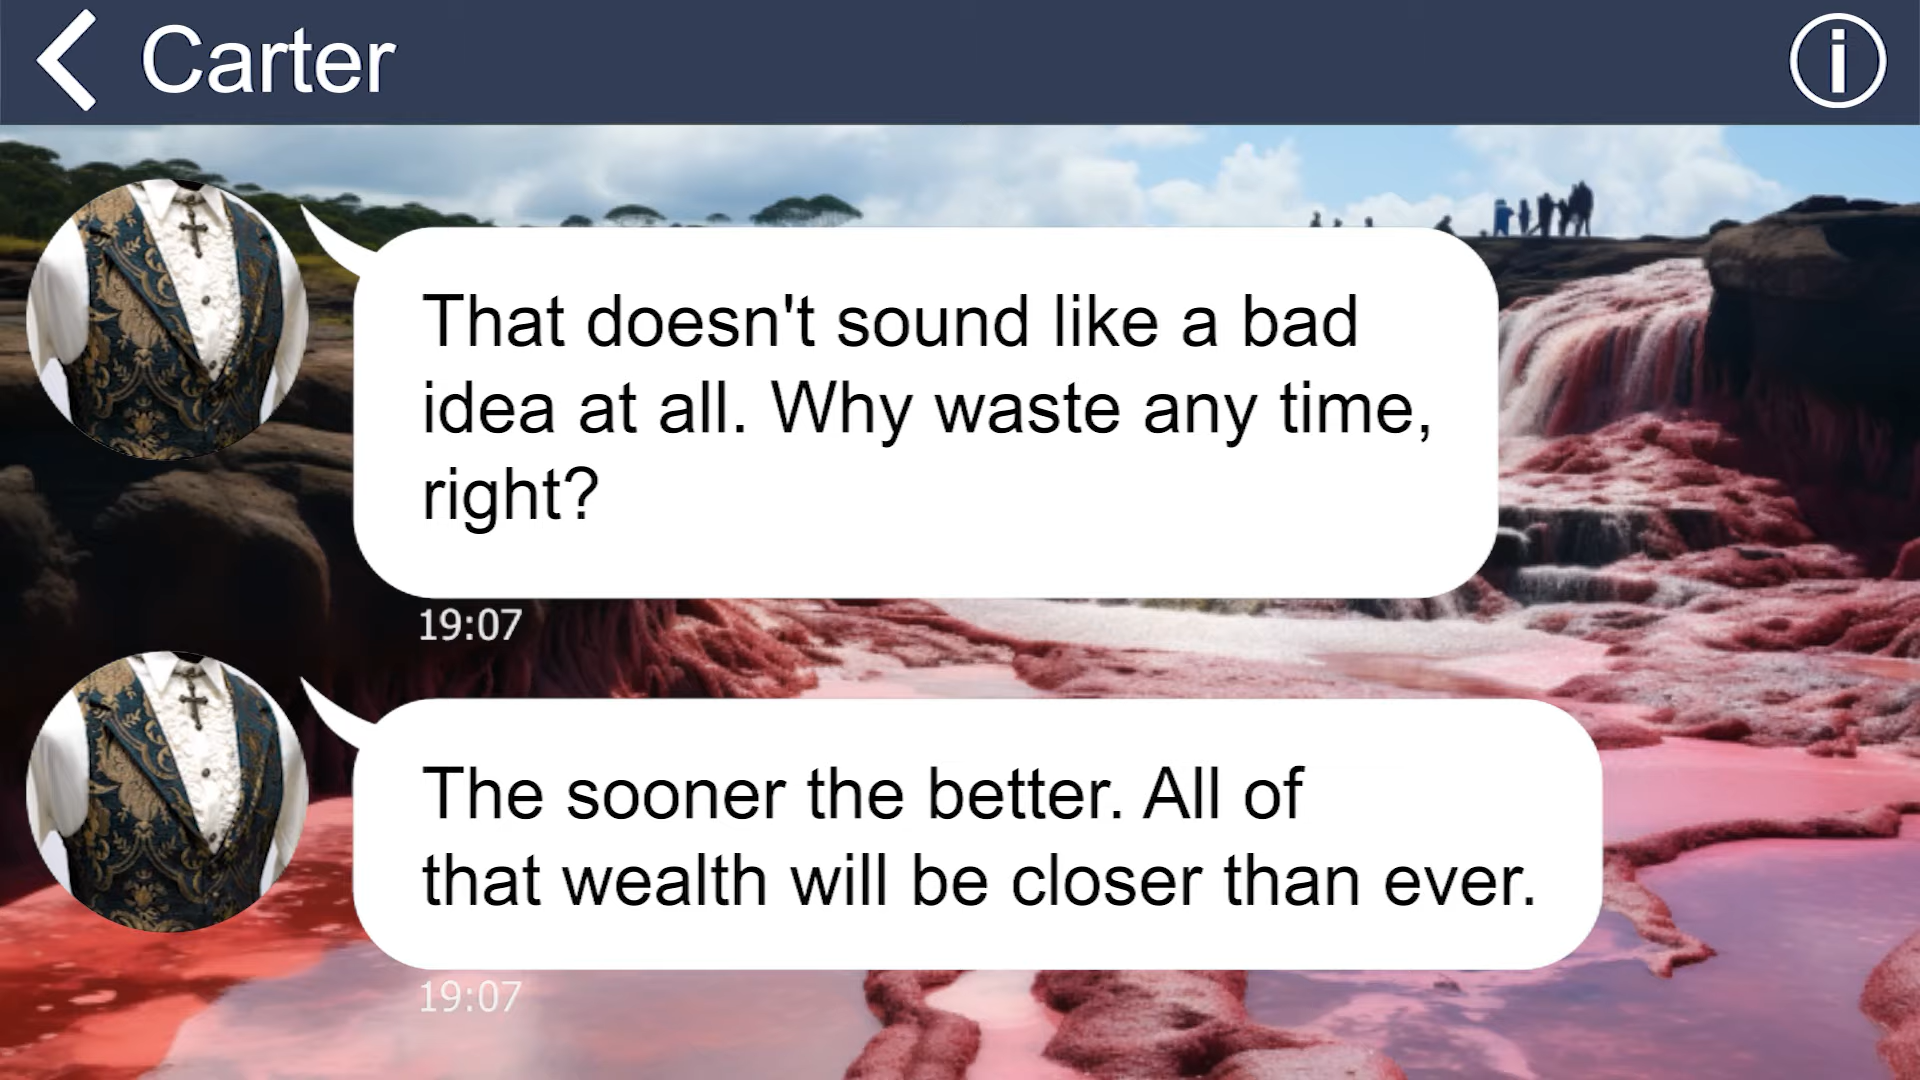 Carter
That doesn't sound like a bad
idea at all. Why waste any time,
right?
19:07
The sooner the better. All of
that wealth will be closer than ever.
19:07